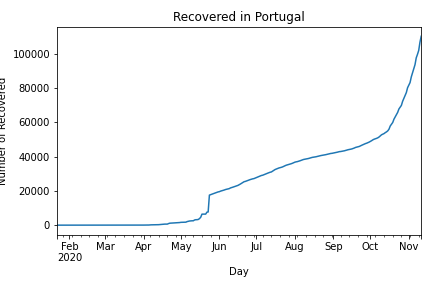 Recovered in Portugal
Number of Recovered
100000
80000
60000
40000
20000
0
Feb Mar Apr May Jun Jul Aug Sep Oct Nov
2020
Day